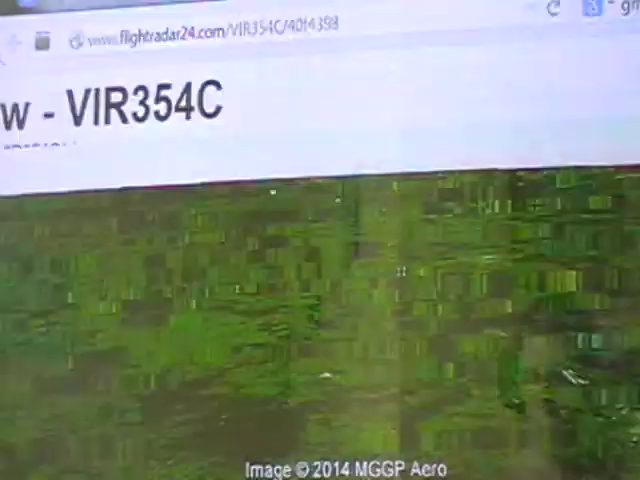 www.flightradar24.com/VIR354C/40f4398
w - VIR354C
Image © 2014 MGGP Aero